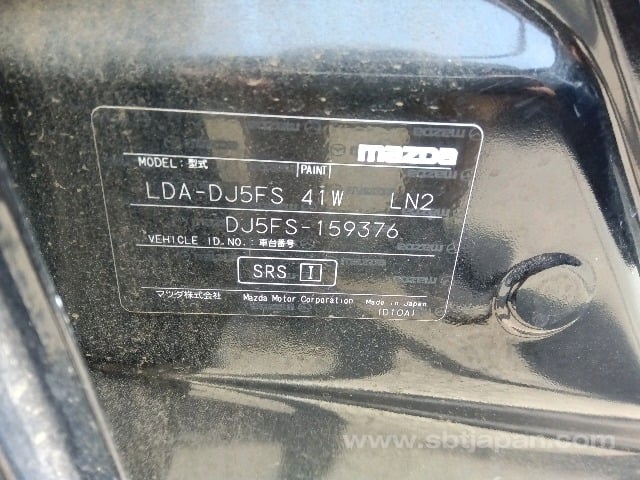 mazda
MODEL: 型式 PAINT
LDA-DJ5FS 41W LN2
DJ5FS-159376
VEHICLE ID.NO.: 車台番号
SRS I
マツダ株式会社 Mazda Motor Corporation Made in Japan
(D10A)
www.sbtjapan.com